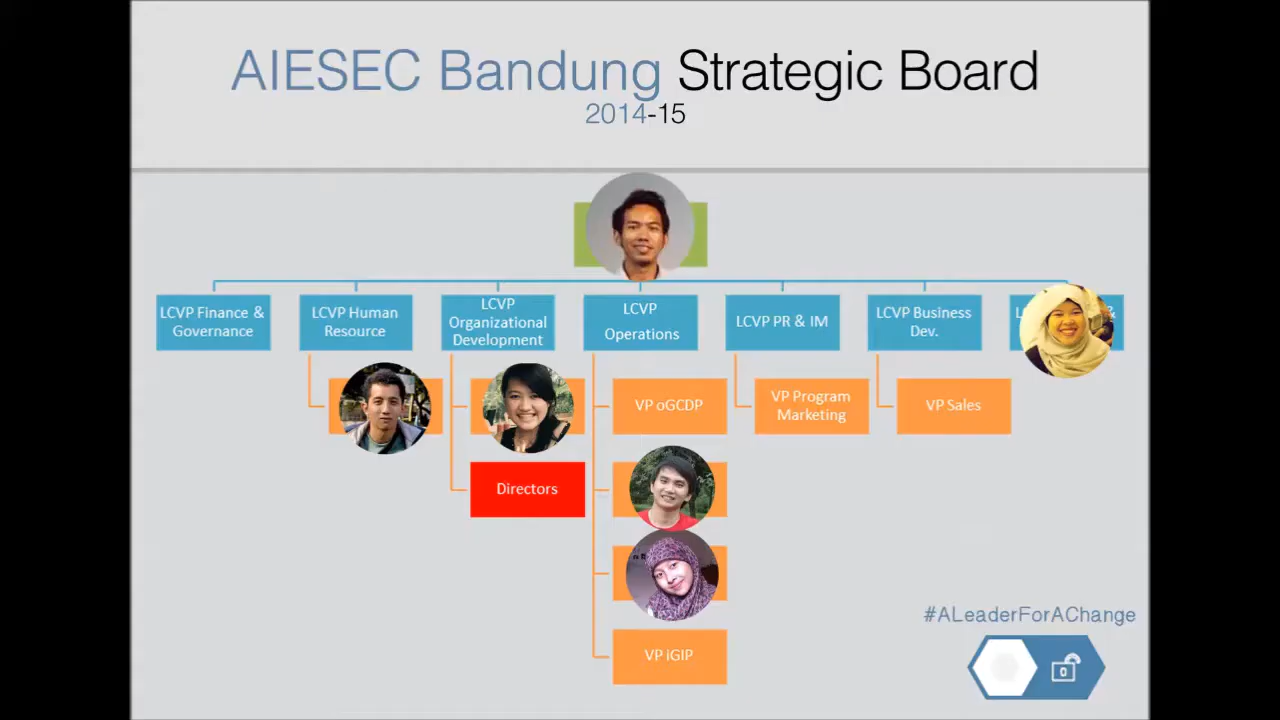 AIESEC Bandung Strategic Board
2014-15
LCVP Finance &
Governance
LCVP Human
Resource
LCVP
Organizational
Development
LCVP
Operations
LCVP PR & IM
LCVP Business
Dev.
&
VP oGCDP
VP Program
Marketing
VP Sales
Directors
VP iGIP
#ALeaderForAChange